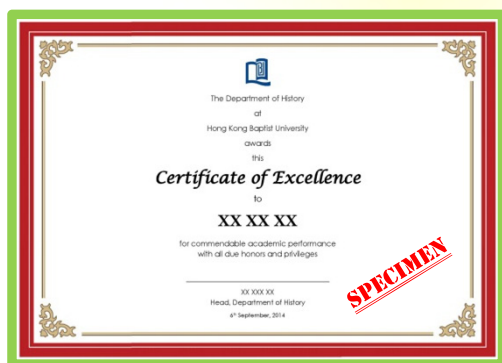 The Department of History
at
Hong Kong Baptist University
awards
this
Certificate of Excellence
to
XX XX XX
for commendable academic performance
with all due honors and privileges
SPECIMEN
XX XXX XX
Head, Department of History
6th September, 2014